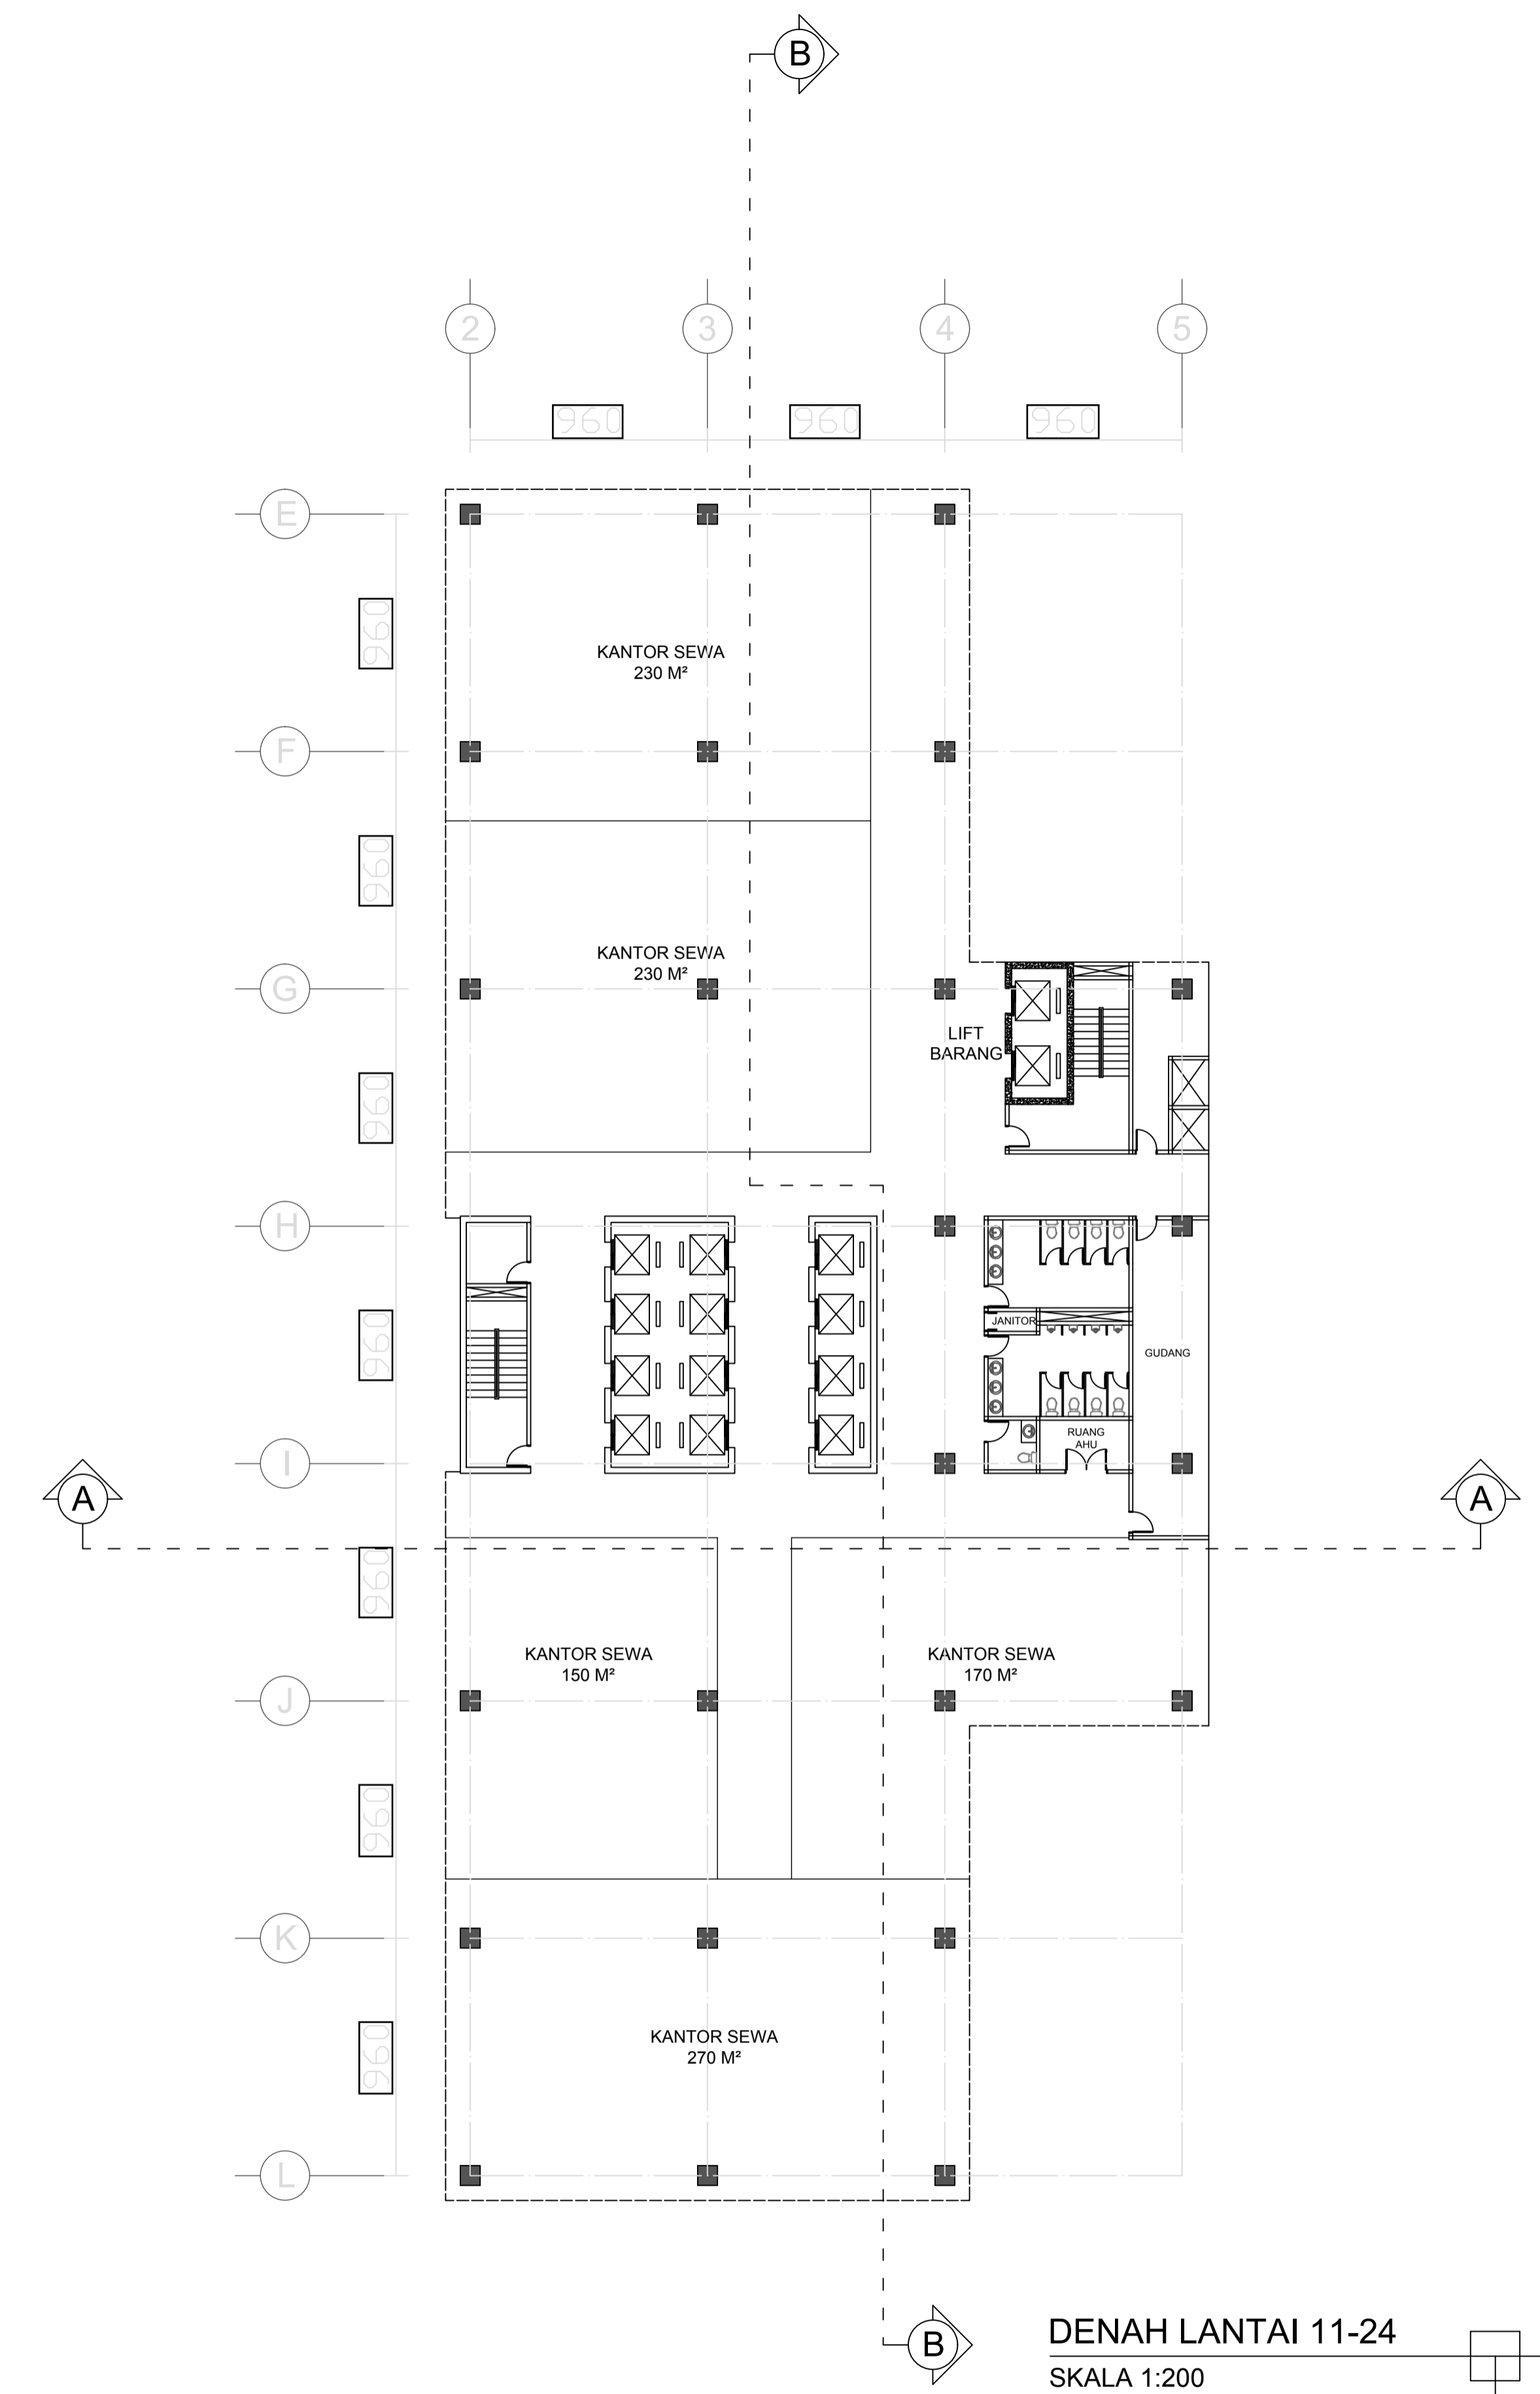 B
2
3
4
5
960
960
960
E
960
KANTOR SEWA
230 M²
F
960
KANTOR SEWA
230 M²
G
LIFT
BARANG
960
H
JANITOR
960
GUDANG
RUANG
AHU
I
A
A
960
KANTOR SEWA
150 M²
KANTOR SEWA
170 M²
J
960
K
KANTOR SEWA
270 M²
960
L
B
DENAH LANTAI 11-24
SKALA 1:200